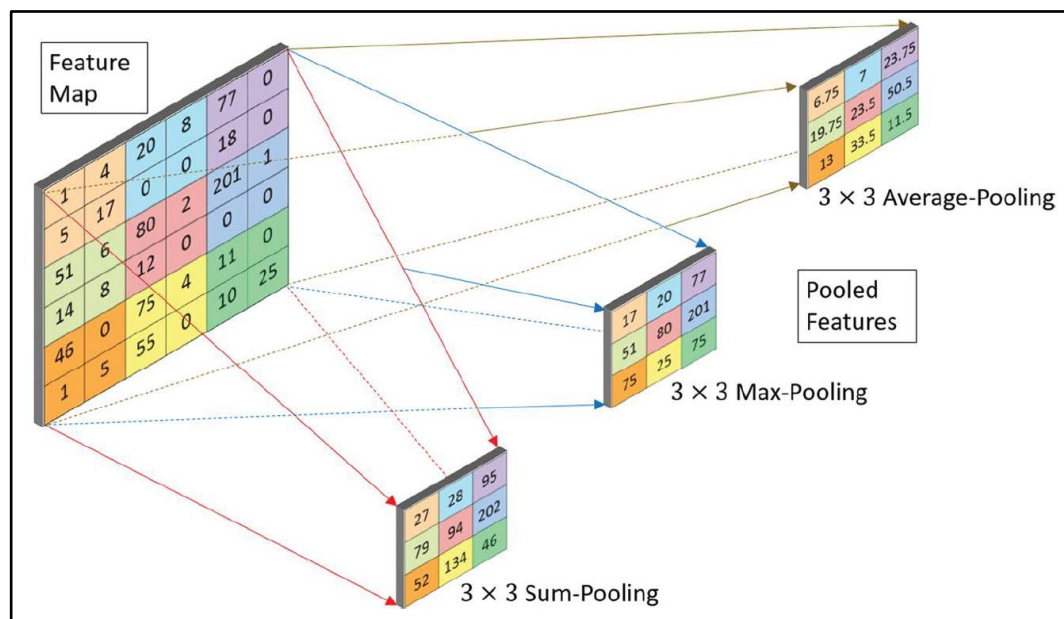 Feature
Map
1 4 20 8 77 0
5 17 0 0 18 0
51 6 80 2 201 1
14 8 12 0 0 0
46 0 75 4 11 0
1 5 55 0 10 25
6.75 7 23.75
19.75 23.5 50.5
13 33.5 11.5
3 × 3 Average-Pooling
17 20 77
51 80 201
75 25 75
3 × 3 Max-Pooling
Pooled
Features
27 28 95
79 94 202
52 134 46
3 × 3 Sum-Pooling